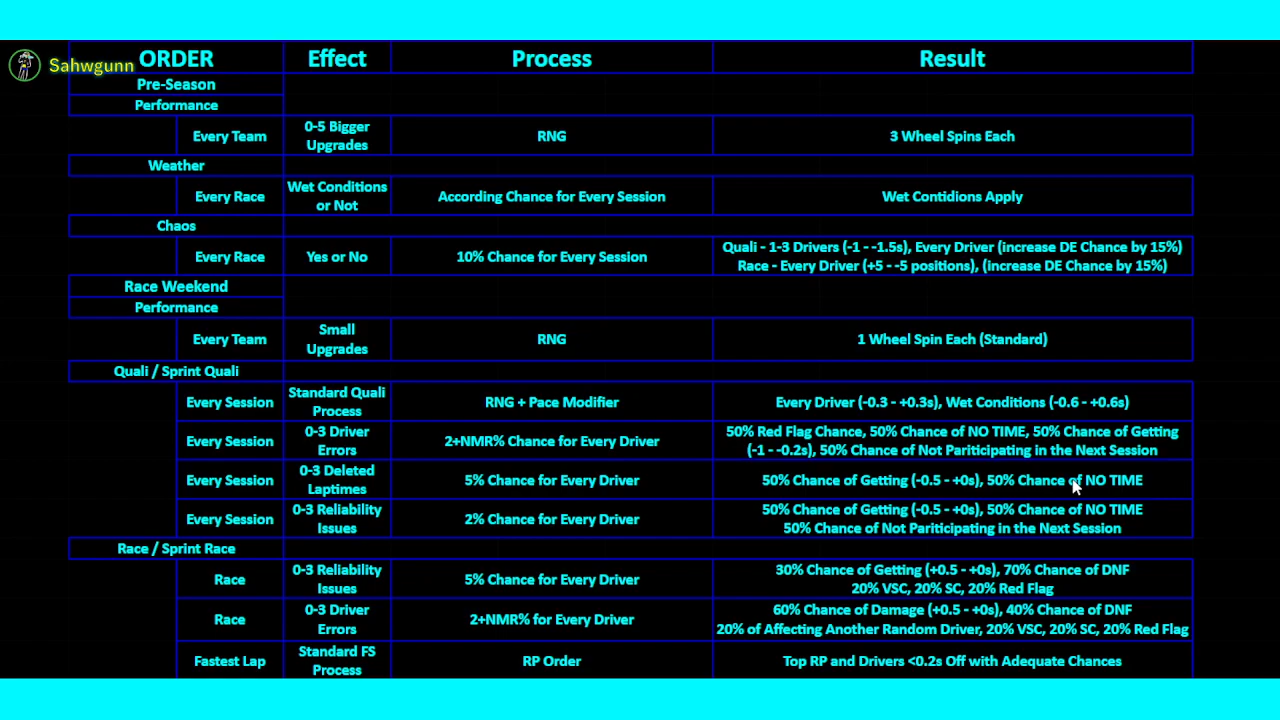 Sahwgunn
ORDER Effect Process Result
Pre-Season
Performance
Every Team 0-5 Bigger Upgrades RNG 3 Wheel Spins Each
Weather
Every Race Wet Conditions or Not According Chance for Every Session Wet Contidions Apply
Chaos
Every Race Yes or No 10% Chance for Every Session Quali - 1-3 Drivers (-1 - -1.5s), Every Driver (increase DE Chance by 15%)
Race - Every Driver (+5 - -5 positions), (increase DE Chance by 15%)
Race Weekend
Performance
Every Team Small Upgrades RNG 1 Wheel Spin Each (Standard)
Quali / Sprint Quali
Every Session Standard Quali Process RNG + Pace Modifier Every Driver (-0.3 - +0.3s), Wet Conditions (-0.6 - +0.6s)
Every Session 0-3 Driver Errors 2+NMR% Chance for Every Driver 50% Red Flag Chance, 50% Chance of NO TIME, 50% Chance of Getting
(-1 - -0.2s), 50% Chance of Not Pariticipating in the Next Session
Every Session 0-3 Deleted Laptimes 5% Chance for Every Driver 50% Chance of Getting (-0.5 - +0s), 50% Chance of NO TIME
Every Session 0-3 Reliability Issues 2% Chance for Every Driver 50% Chance of Getting (-0.5 - +0s), 50% Chance of NO TIME
50% Chance of Not Pariticipating in the Next Session
Race / Sprint Race
Race 0-3 Reliability Issues 5% Chance for Every Driver 30% Chance of Getting (+0.5 - +0s), 70% Chance of DNF
20% VSC, 20% SC, 20% Red Flag
Race 0-3 Driver Errors 2+NMR% for Every Driver 60% Chance of Damage (+0.5 - +0s), 40% Chance of DNF
20% of Affecting Another Random Driver, 20% VSC, 20% SC, 20% Red Flag
Fastest Lap Standard FS Process RP Order Top RP and Drivers <0.2s Off with Adequate Chances